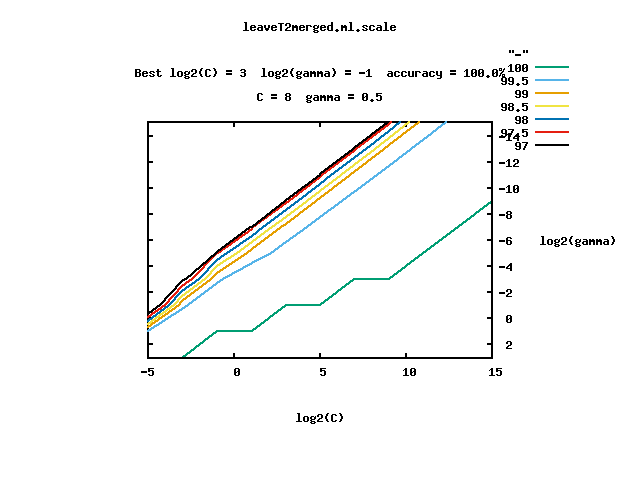 leaveT2merged.ml.scale
"-"
Best log2(C) = 3  log2(gamma) = -1  accuracy = 100.0%
100
99.5
C = 8  gamma = 0.5
99
98.5
98
97.5
-14
97
-12
-10
-8
-6
log2(gamma)
-4
-2
0
2
-5 0 5 10 15
log2(C)